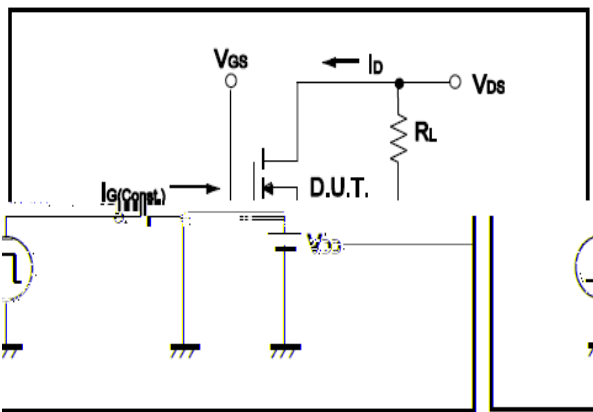 VGS
ID
VDS
RL
IG(Const.)
D.U.T.
VDD